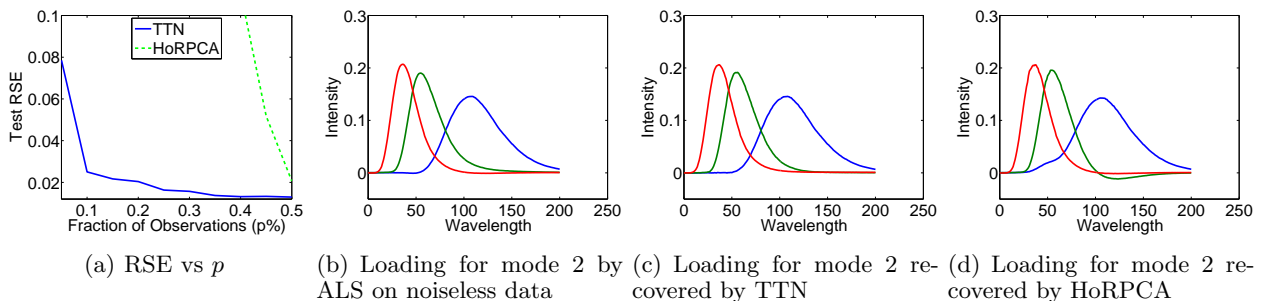 0.1
0.08
0.06
0.04
0.02
Test RSE
TTN
HoRPCA
0.1 0.2 0.3 0.4 0.5
Fraction of Observations (p%)
(a) RSE vs p
0.3
0.2
0.1
0
Intensity
0 50 100 150 200 250
Wavelength
(b) Loading for mode 2 by
ALS on noiseless data
0.3
0.2
0.1
0
Intensity
0 50 100 150 200 250
Wavelength
(c) Loading for mode 2 re-
covered by TTN
0.3
0.2
0.1
0
Intensity
0 50 100 150 200 250
Wavelength
(d) Loading for mode 2 re-
covered by HoRPCA